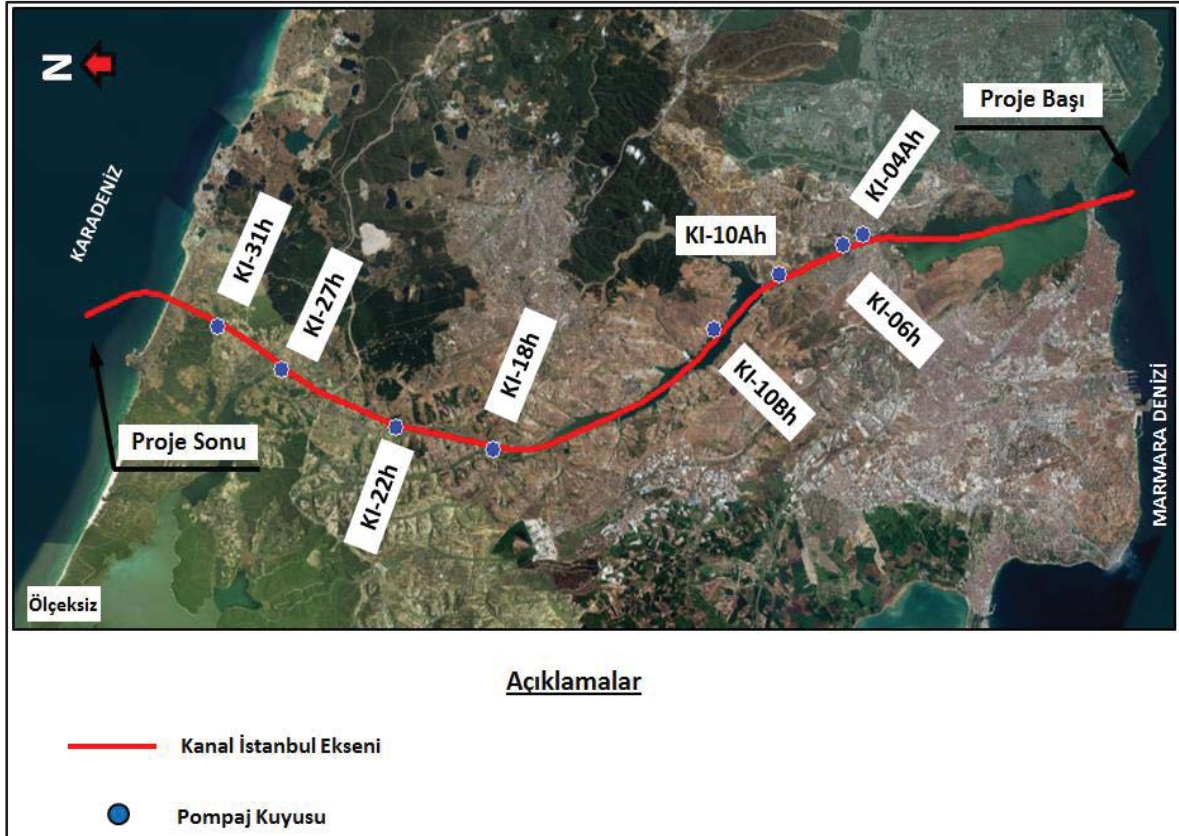 N
Proje Başı
KARADENİZ
KI-04Ah
KI-31h
KI-10Ah
KI-27h
KI-06h
KI-18h
KI-10Bh
Proje Sonu
KI-22h
MARMARA DENİZİ
Ölçeksiz
Açıklamalar
Kanal İstanbul Ekseni
Pompaj Kuyusu